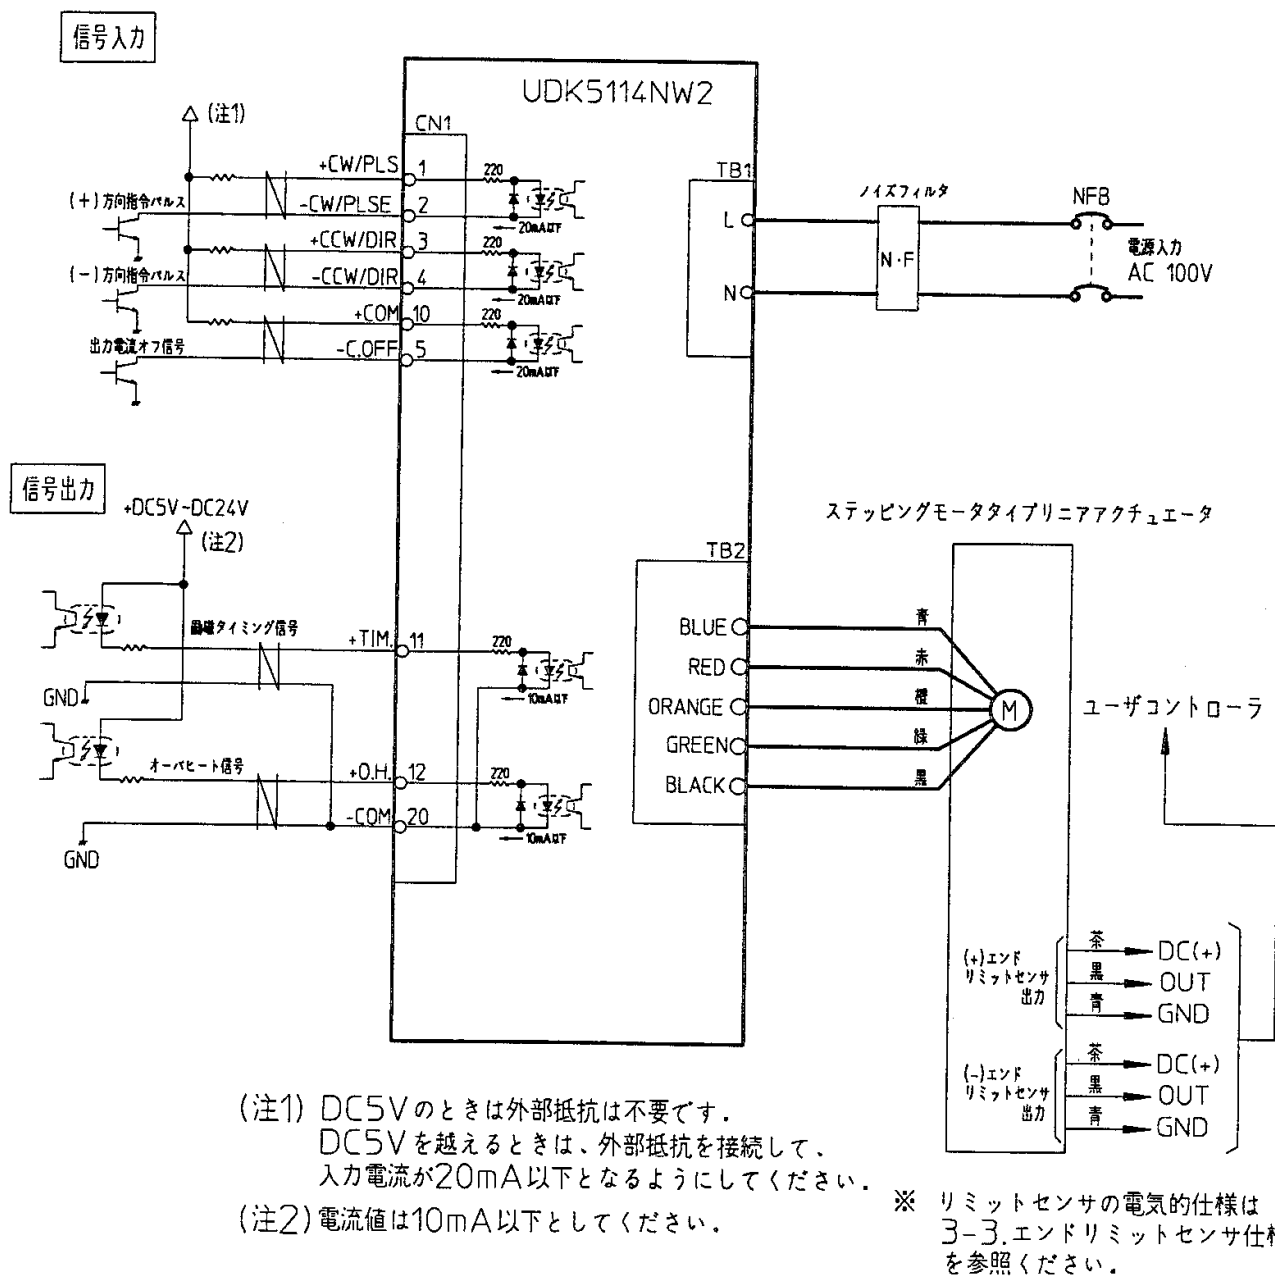 信号入力
UDK5114NW2
(注1)
CN1
+CW/PLS 1 220
(+)方向指令パルス
-CW/PLSE 2
20mA以下
+CCW/DIR 3 220
(-)方向指令パルス
-CCW/DIR 4
20mA以下
+COM 10 220
出力電流オフ信号
-C.OFF 5
20mA以下
TB1
L
N
ノイズフィルタ
N・F
NFB
電源入力
AC 100V
信号出力
+DC5V~DC24V
(注2)
励磁タイミング信号
+TIM. 11 220
10mA以下
GND
オーバヒート信号
+O.H. 12 220
-COM 20
10mA以下
GND
TB2
BLUE 青
RED 赤
ORANGE 橙
GREEN 緑
BLACK 黒
ステッピングモータタイプリニアアクチュエータ
M
ユーザコントローラ
(+)エンド
リミットセンサ
出力
茶 DC(+)
黒 OUT
青 GND
(-)エンド
リミットセンサ
出力
茶 DC(+)
黒 OUT
青 GND
(注1) DC5Vのときは外部抵抗は不要です.
DC5Vを越えるときは、外部抵抗を接続して、
入力電流が20mA以下となるようにしてください.
(注2)電流値は10mA以下としてください.
※ リミットセンサの電気的仕様は
3-3.エンドリミットセンサ仕様
を参照ください.